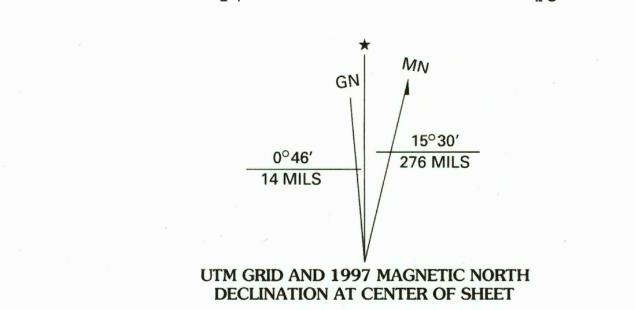 ★
MN
GN
15°30′
0°46′
276 MILS
14 MILS
UTM GRID AND 1997 MAGNETIC NORTH
DECLINATION AT CENTER OF SHEET